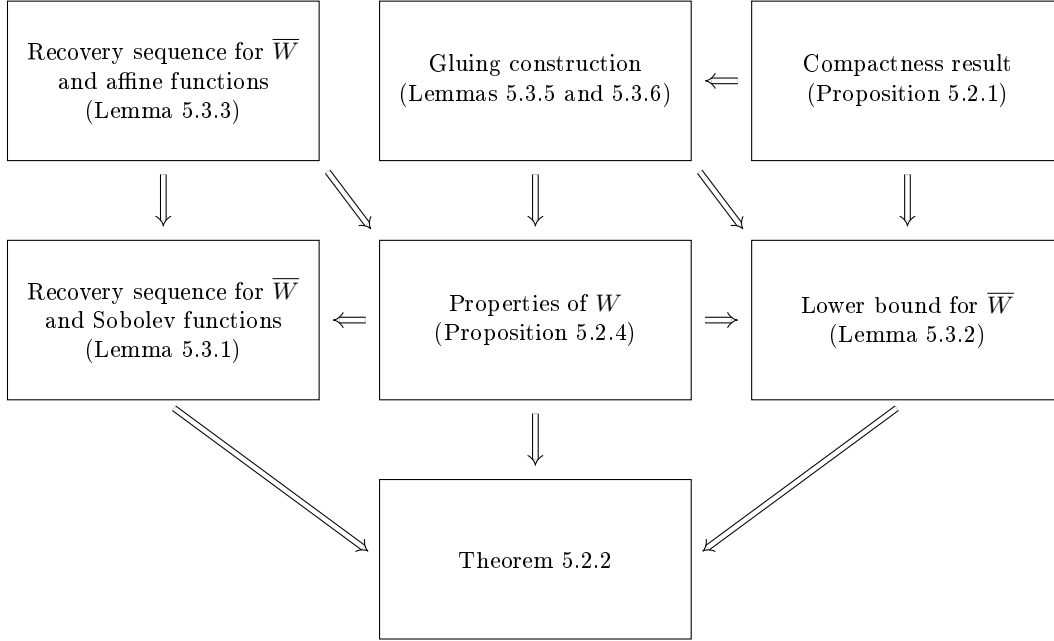 Recovery sequence for W̅
and affine functions
(Lemma 5.3.3)
Gluing construction
(Lemmas 5.3.5 and 5.3.6)
Compactness result
(Proposition 5.2.1)
Recovery sequence for W̅
and Sobolev functions
(Lemma 5.3.1)
Properties of W
(Proposition 5.2.4)
Lower bound for W̅
(Lemma 5.3.2)
Theorem 5.2.2